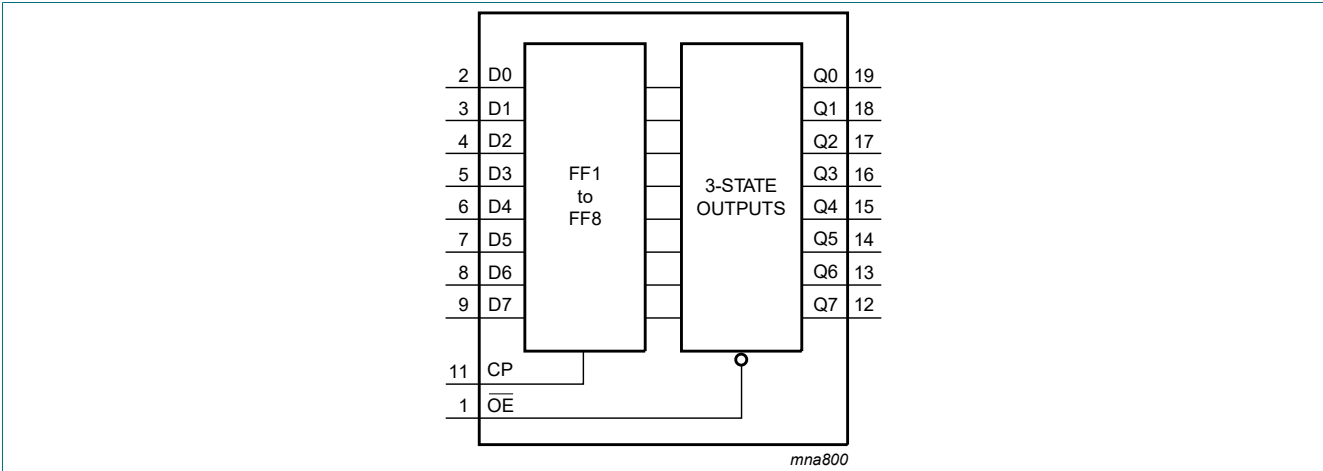 2 D0 Q0 19
3 D1 Q1 18
4 D2 Q2 17
5 D3 Q3 16
6 D4 Q4 15
7 D5 Q5 14
8 D6 Q6 13
9 D7 Q7 12
FF1
to
FF8
3-STATE
OUTPUTS
11 CP
1 O̅E̅
mna800